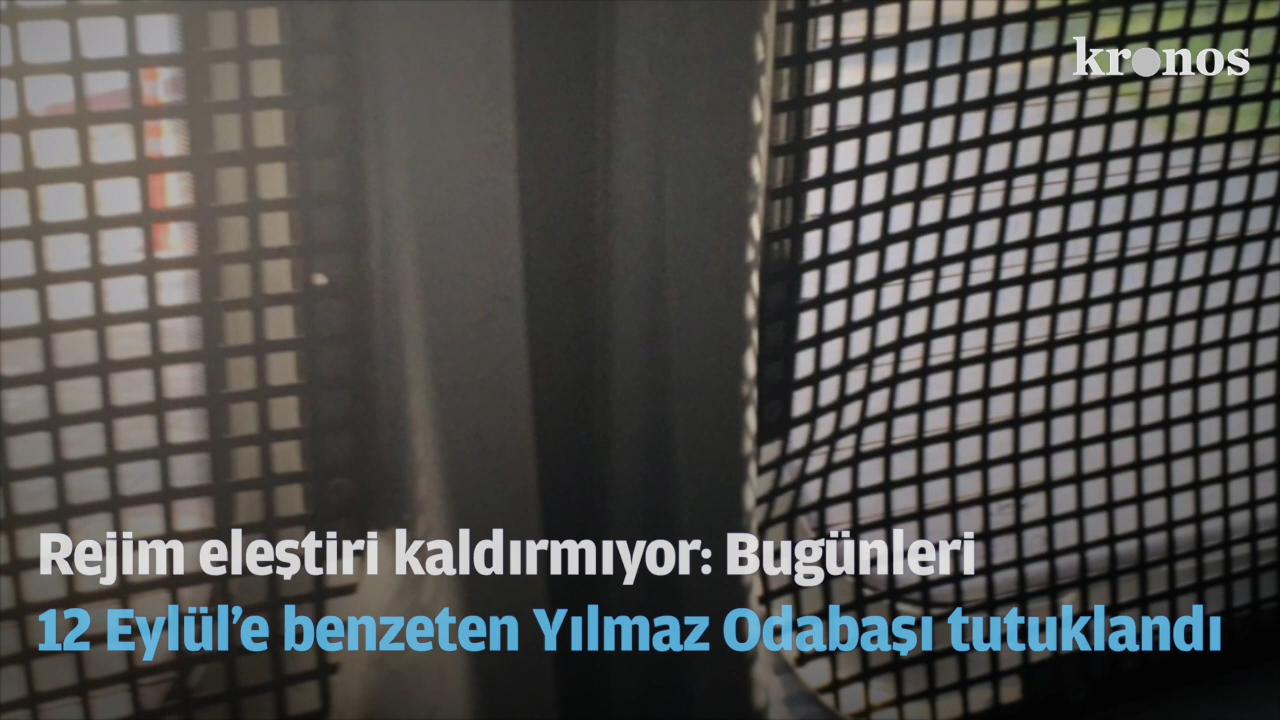 kronos
Rejim eleştiri kaldırmıyor: Bugünleri
12 Eylül'e benzeten Yılmaz Odabaşı tutuklandı